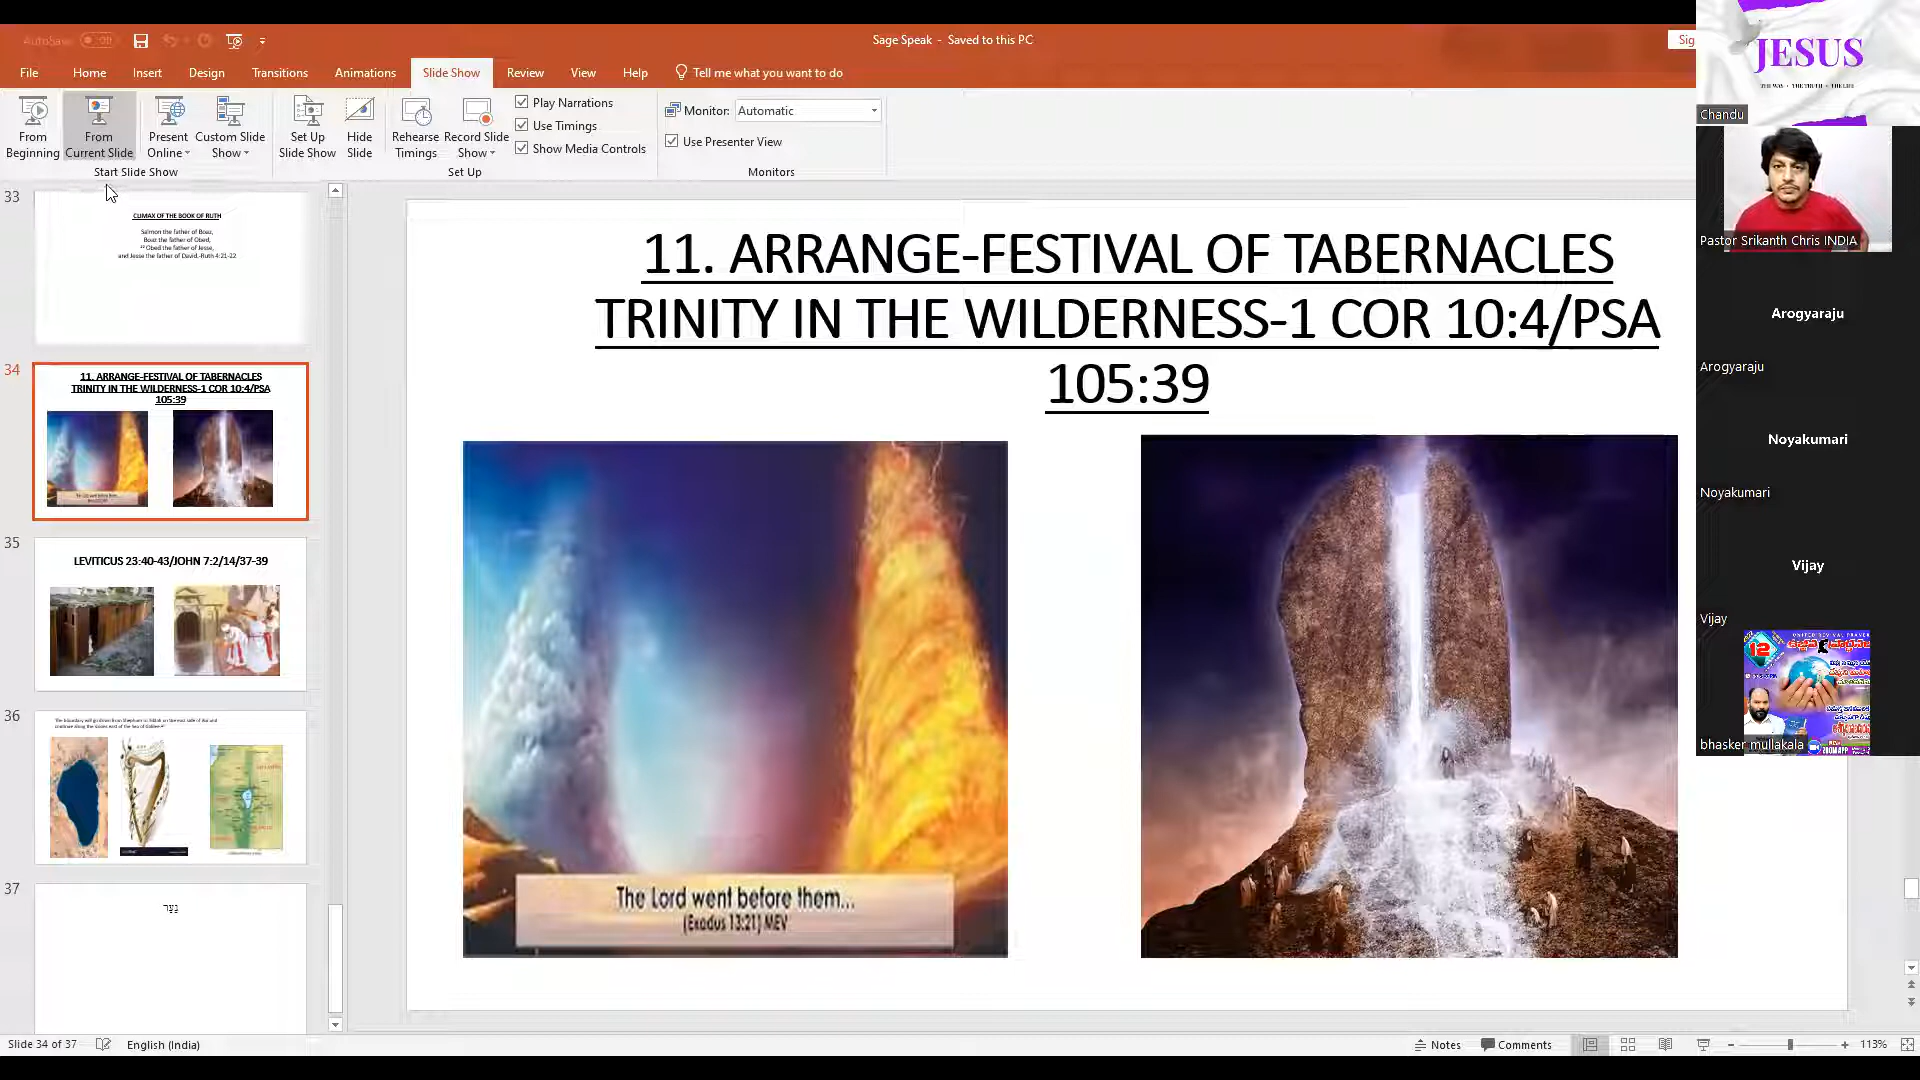 AutoSave Off
Sage Speak - Saved to this PC
Sig
File Home Insert Design Transitions Animations Slide Show Review View Help Tell me what you want to do
From Beginning
From Current Slide
Present Online
Custom Slide Show
Set Up Slide Show
Hide Slide
Rehearse Timings
Record Slide Show
Play Narrations
Use Timings
Show Media Controls
Monitor: Automatic
Use Presenter View
Start Slide Show
Set Up
Monitors
33
CLIMAX OF THE BOOK OF RUTH
Salmon the father of Boaz,
Boaz the father of Obed,
22 Obed the father of Jesse,
and Jesse the father of David.-Ruth 4:21-22
34
11. ARRANGE-FESTIVAL OF TABERNACLES
TRINITY IN THE WILDERNESS-1 COR 10:4/PSA
105:39
35
LEVITICUS 23:40-43/JOHN 7:2/14/37-39
36
37
11. ARRANGE-FESTIVAL OF TABERNACLES
TRINITY IN THE WILDERNESS-1 COR 10:4/PSA
105:39
The Lord went before them...
(Exodus 13:21) MEV
JESUS
THE WAY • THE TRUTH • THE LIFE
Chandu
Pastor Srikanth Chris INDIA
Arogyaraju
Arogyaraju
Noyakumari
Noyakumari
Vijay
Vijay
12
ZOOM APP
bhasker mullakala
Slide 34 of 37
English (India)
Notes
Comments
113%